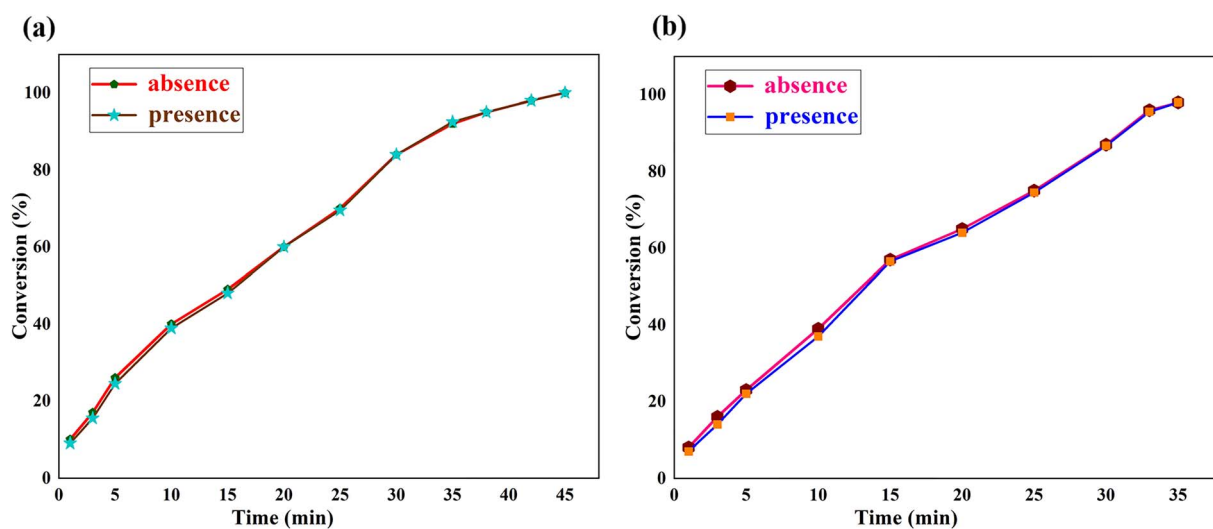 (a)
absence
presence
Conversion (%)
100
80
60
40
20
0
0 5 10 15 20 25 30 35 40 45
Time (min)
(b)
absence
presence
Conversion (%)
100
80
60
40
20
0
0 5 10 15 20 25 30 35
Time (min)